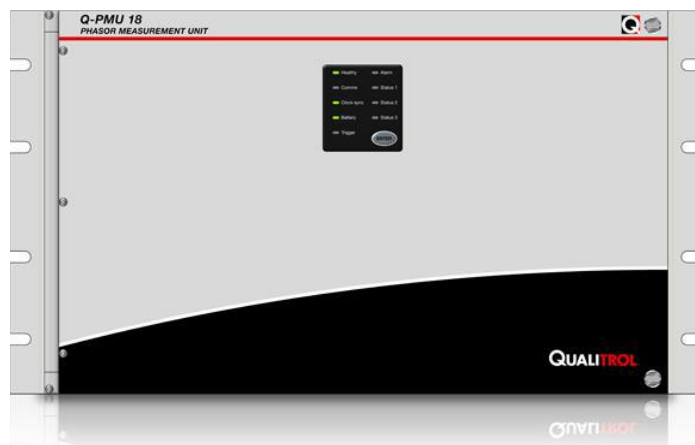 Q-PMU 18
PHASOR MEASUREMENT UNIT
Q
Healthy Alarm
Comms Status 1
Clock sync Status 2
Battery Status 3
Trigger
ENTER
QUALITROL